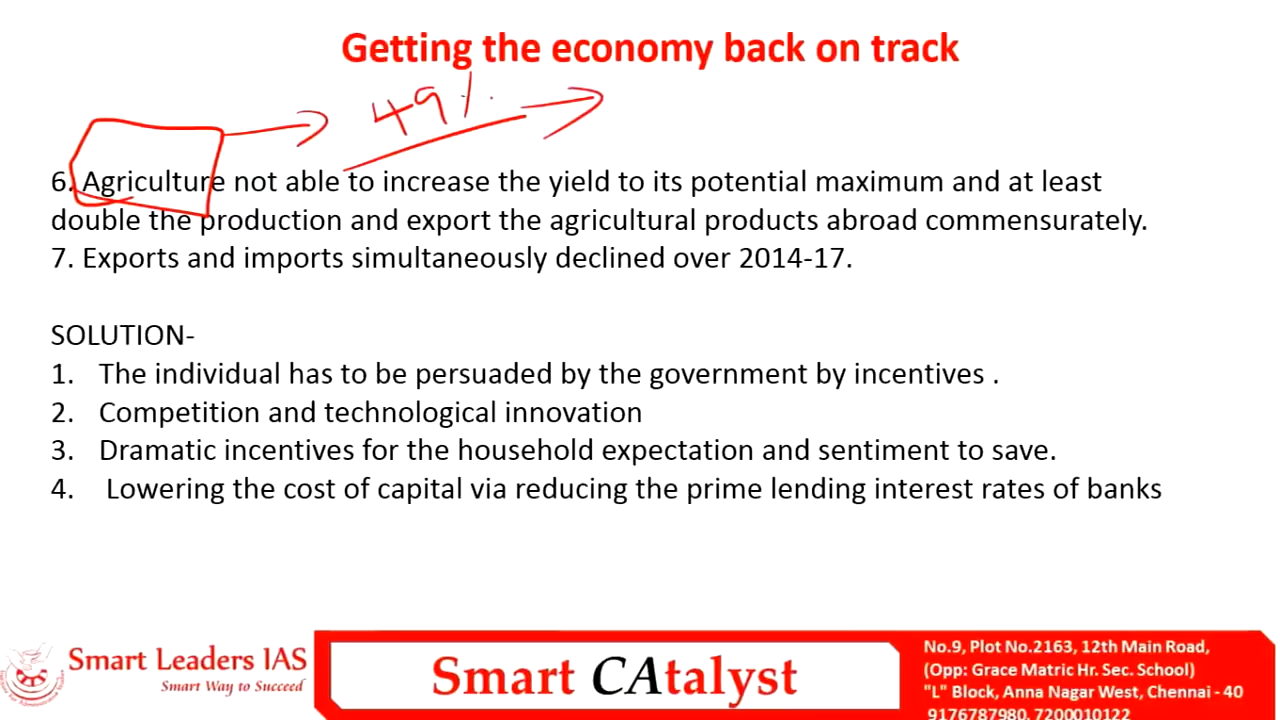 Getting the economy back on track
49%
6. Agriculture not able to increase the yield to its potential maximum and at least
double the production and export the agricultural products abroad commensurately.
7. Exports and imports simultaneously declined over 2014-17.
SOLUTION-
1. The individual has to be persuaded by the government by incentives .
2. Competition and technological innovation
3. Dramatic incentives for the household expectation and sentiment to save.
4. Lowering the cost of capital via reducing the prime lending interest rates of banks
Smart Leaders IAS
Smart Way to Succeed
Smart CAtalyst
No.9, Plot No.2163, 12th Main Road,
(Opp: Grace Matric Hr. Sec. School)
"L" Block, Anna Nagar West, Chennai - 40
9176787980, 7200010122